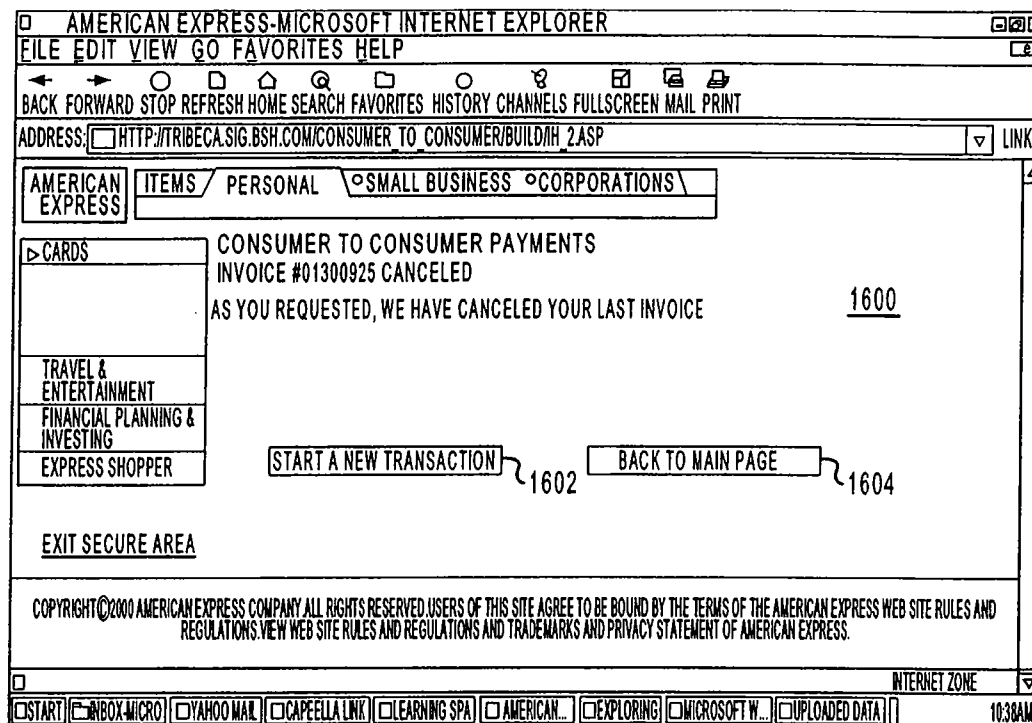 AMERICAN EXPRESS-MICROSOFT INTERNET EXPLORER
FILE EDIT VIEW GO FAVORITES HELP
BACK FORWARD STOP REFRESH HOME SEARCH FAVORITES HISTORY CHANNELS FULLSCREEN MAIL PRINT
ADDRESS: HTTP://TRIBECA.SIG.BSH.COM/CONSUMER_TO_CONSUMER/BUILD/IH_2.ASP LINK
AMERICAN EXPRESS
ITEMS PERSONAL SMALL BUSINESS CORPORATIONS
CARDS
TRAVEL &
ENTERTAINMENT
FINANCIAL PLANNING &
INVESTING
EXPRESS SHOPPER
CONSUMER TO CONSUMER PAYMENTS
INVOICE #01300925 CANCELED
AS YOU REQUESTED, WE HAVE CANCELED YOUR LAST INVOICE
1600
START A NEW TRANSACTION 1602
BACK TO MAIN PAGE 1604
EXIT SECURE AREA
COPYRIGHT©2000 AMERICAN EXPRESS COMPANY.ALL RIGHTS RESERVED.USERS OF THIS SITE AGREE TO BE BOUND BY THE TERMS OF THE AMERICAN EXPRESS WEB SITE RULES AND
REGULATIONS.VIEW WEB SITE RULES AND REGULATIONS AND TRADEMARKS AND PRIVACY STATEMENT OF AMERICAN EXPRESS.
INTERNET ZONE
START INBOX-MICRO YAHOO MAIL CAPEELLA LINK LEARNING SPA AMERICAN... EXPLORING MICROSOFT W... UPLOADED DATA 10:38AM